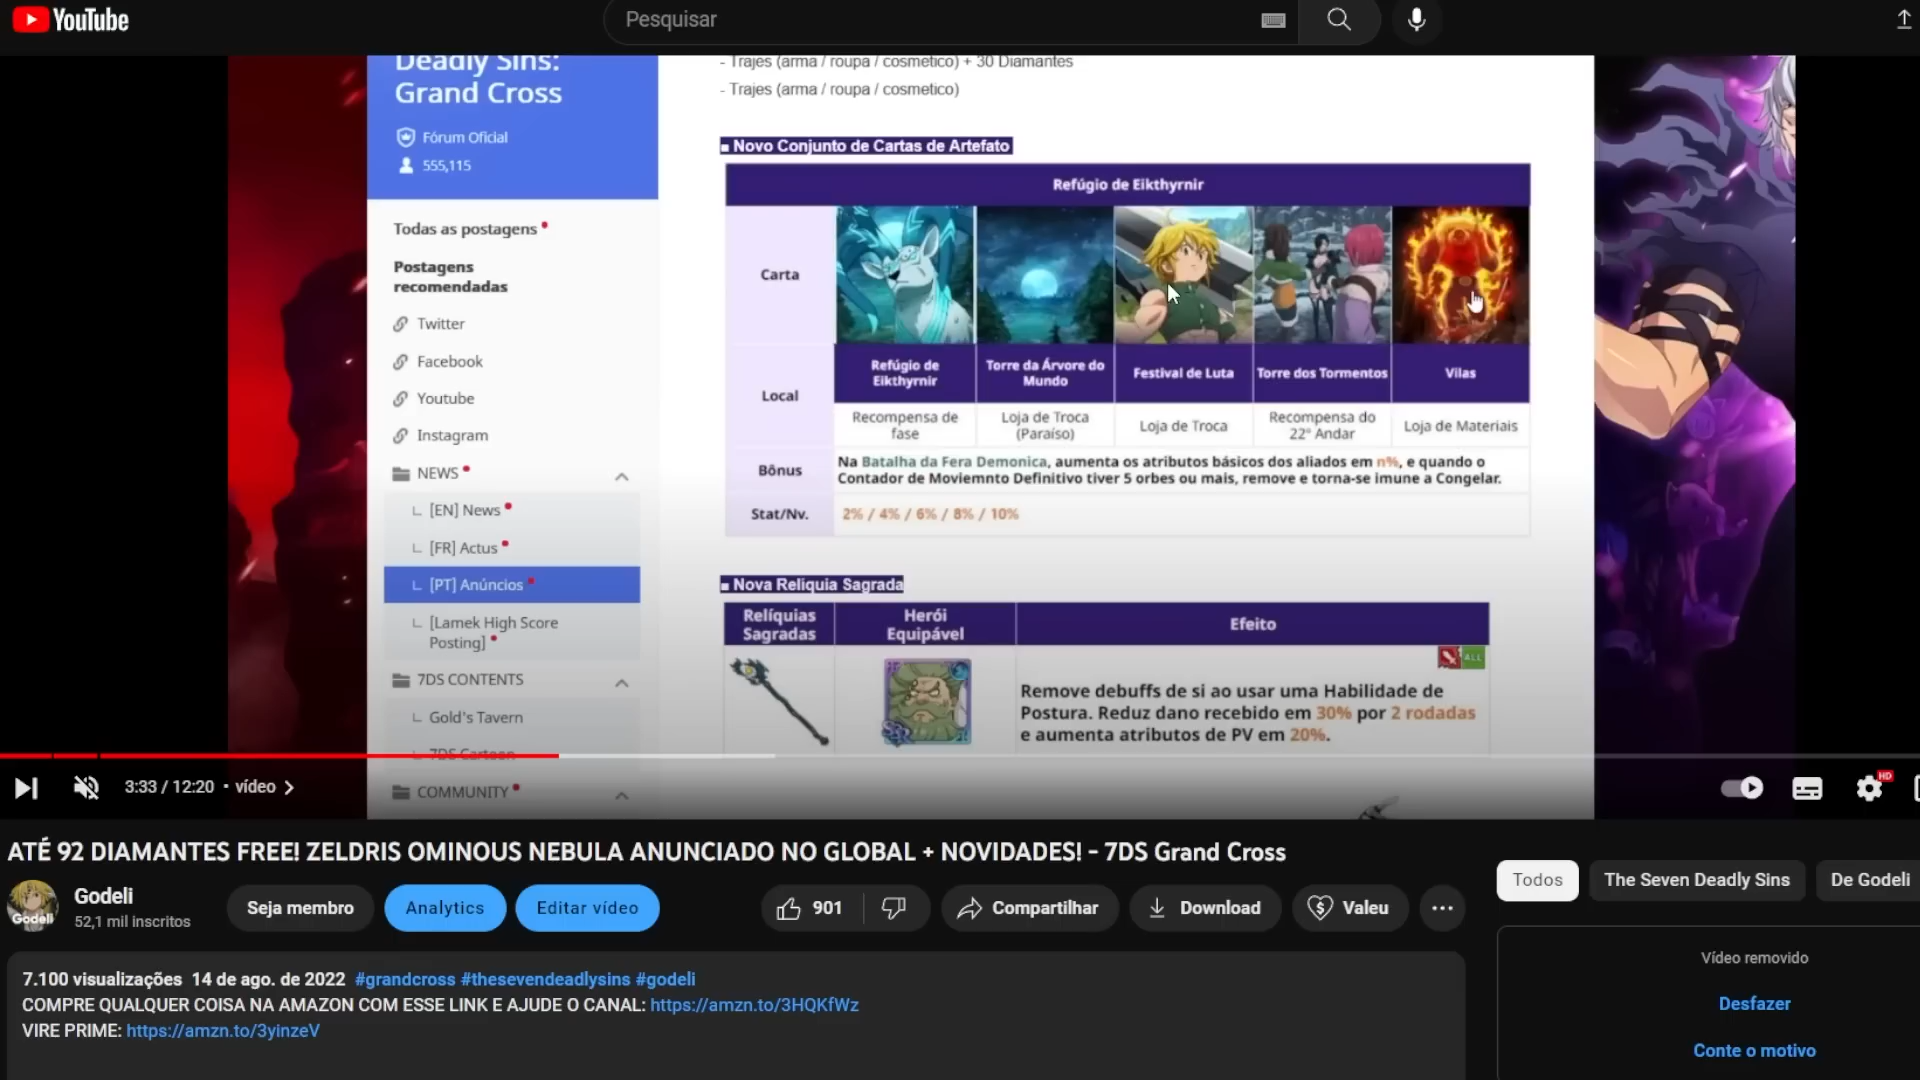 YouTube
Pesquisar
Deadly Sins:
Grand Cross
Fórum Oficial
555,115
Todas as postagens
Postagens
recomendadas
Twitter
Facebook
Youtube
Instagram
NEWS
[EN] News
[FR] Actus
[PT] Anúncios
[Lamek High Score
Posting]
7DS CONTENTS
Gold's Tavern
7DS Cartoon
COMMUNITY
- Trajes (arma / roupa / cosmetico) + 30 Diamantes
- Trajes (arma / roupa / cosmetico)
■ Novo Conjunto de Cartas de Artefato
Refúgio de Eikthyrnir
Carta
Local
Refúgio de
Eikthyrnir
Torre da Árvore do
Mundo
Festival de Luta
Torre dos Tormentos
Vilas
Recompensa de
fase
Loja de Troca
(Paraíso)
Loja de Troca
Recompensa do
22º Andar
Loja de Materiais
Bônus
Na Batalha da Fera Demonica, aumenta os atributos básicos dos aliados em n%, e quando o
Contador de Moviemnto Definitivo tiver 5 orbes ou mais, remove e torna-se imune a Congelar.
Stat/Nv.
2% / 4% / 6% / 8% / 10%
■ Nova Reliquia Sagrada
Relíquias
Sagradas
Herói
Equipável
Efeito
SR
ALL
Remove debuffs de si ao usar uma Habilidade de
Postura. Reduz dano recebido em 30% por 2 rodadas
e aumenta atributos de PV em 20%.
3:33 / 12:20 • vídeo
HD
ATÉ 92 DIAMANTES FREE! ZELDRIS OMINOUS NEBULA ANUNCIADO NO GLOBAL + NOVIDADES! - 7DS Grand Cross
Godeli
Godeli
52,1 mil inscritos
Seja membro
Analytics
Editar vídeo
901
Compartilhar
Download
Valeu
7.100 visualizações 14 de ago. de 2022 #grandcross #thesevendeadlysins #godeli
COMPRE QUALQUER COISA NA AMAZON COM ESSE LINK E AJUDE O CANAL: https://amzn.to/3HQKfWz
VIRE PRIME: https://amzn.to/3yinzeV
Todos
The Seven Deadly Sins
De Godeli
Vídeo removido
Desfazer
Conte o motivo